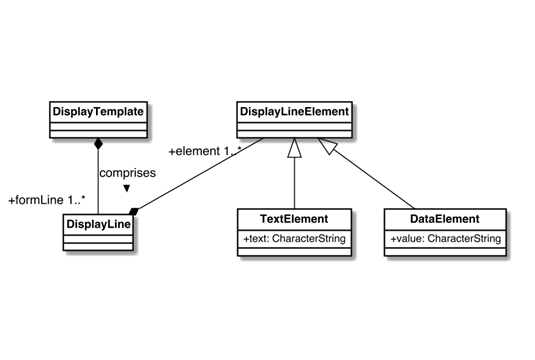 DisplayTemplate
DisplayLineElement
+element 1..*
comprises
+formLine 1..*
DisplayLine
TextElement
+text: CharacterString
DataElement
+value: CharacterString